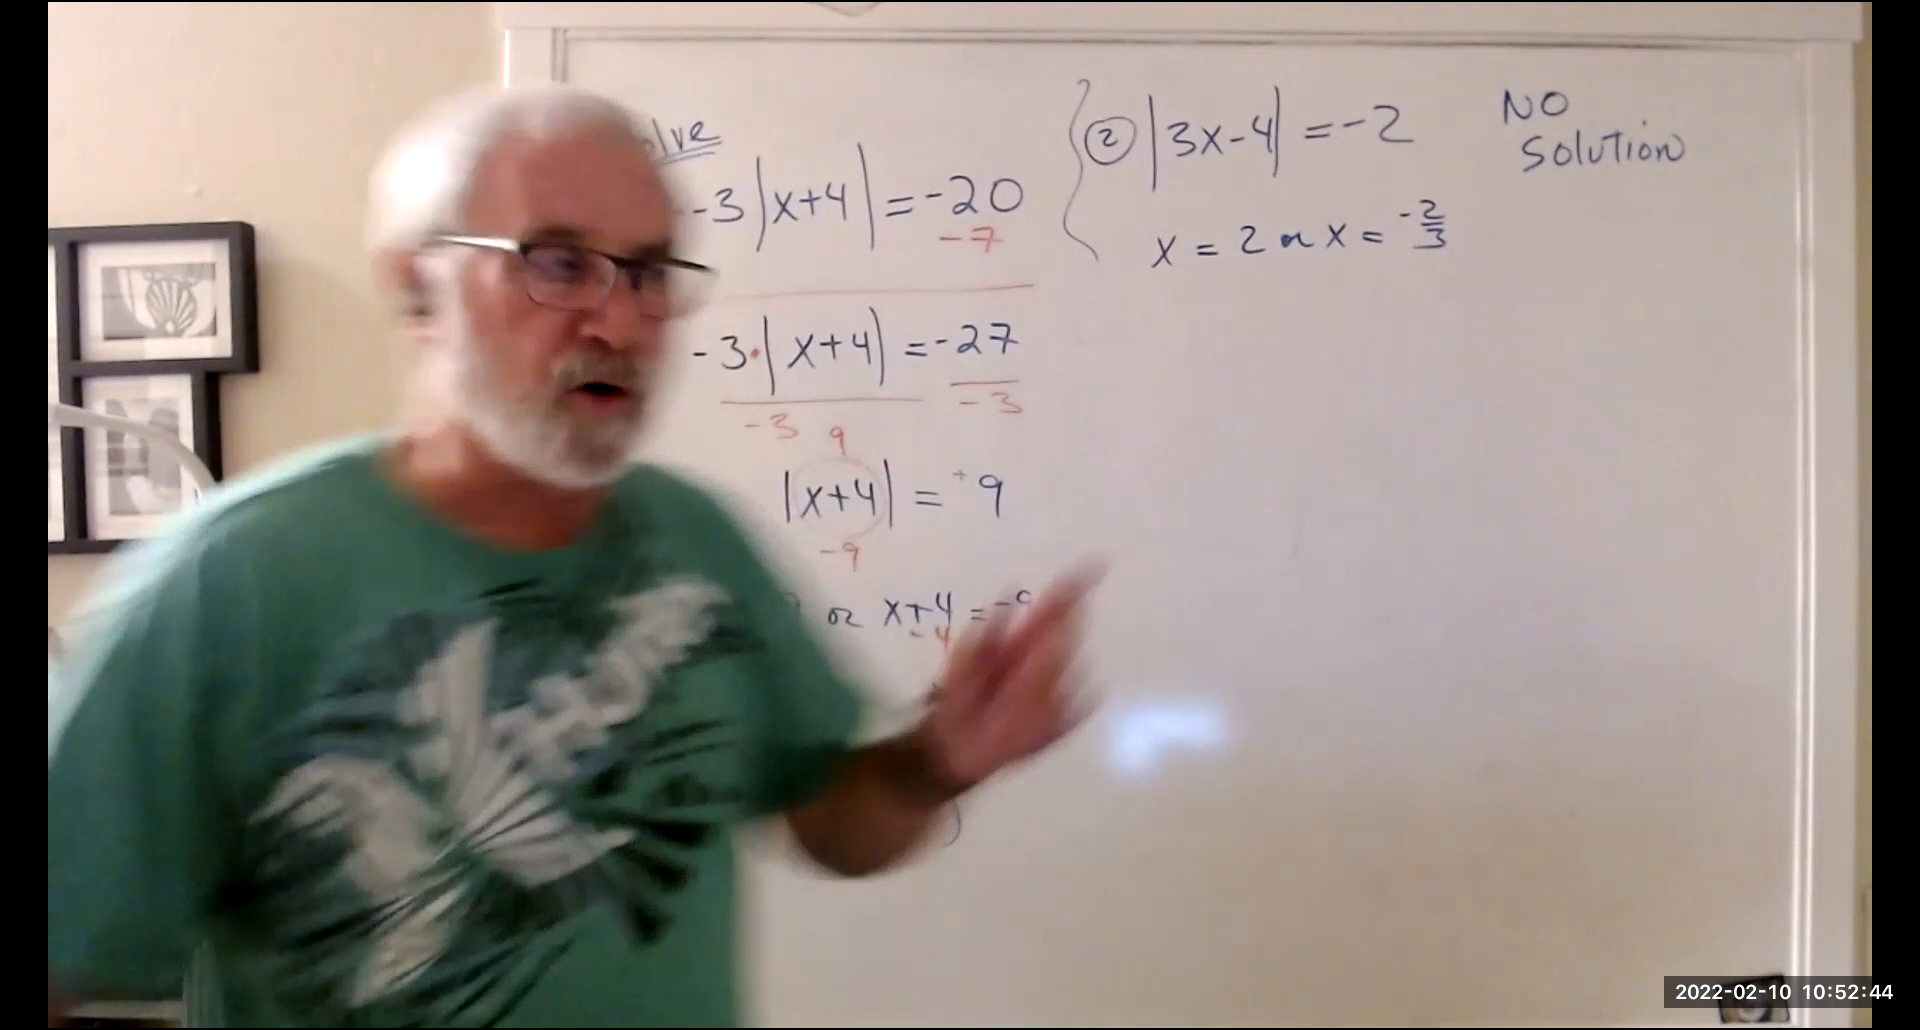 -3|x+4| = -20
-7
-3·|x+4| = -27
-3 -3
9
|x+4| = +9
-9
or x+4 = -9
-4
② |3x-4| = -2
x = 2 or x = -2/3
NO
Solution
2022-02-10 10:52:44